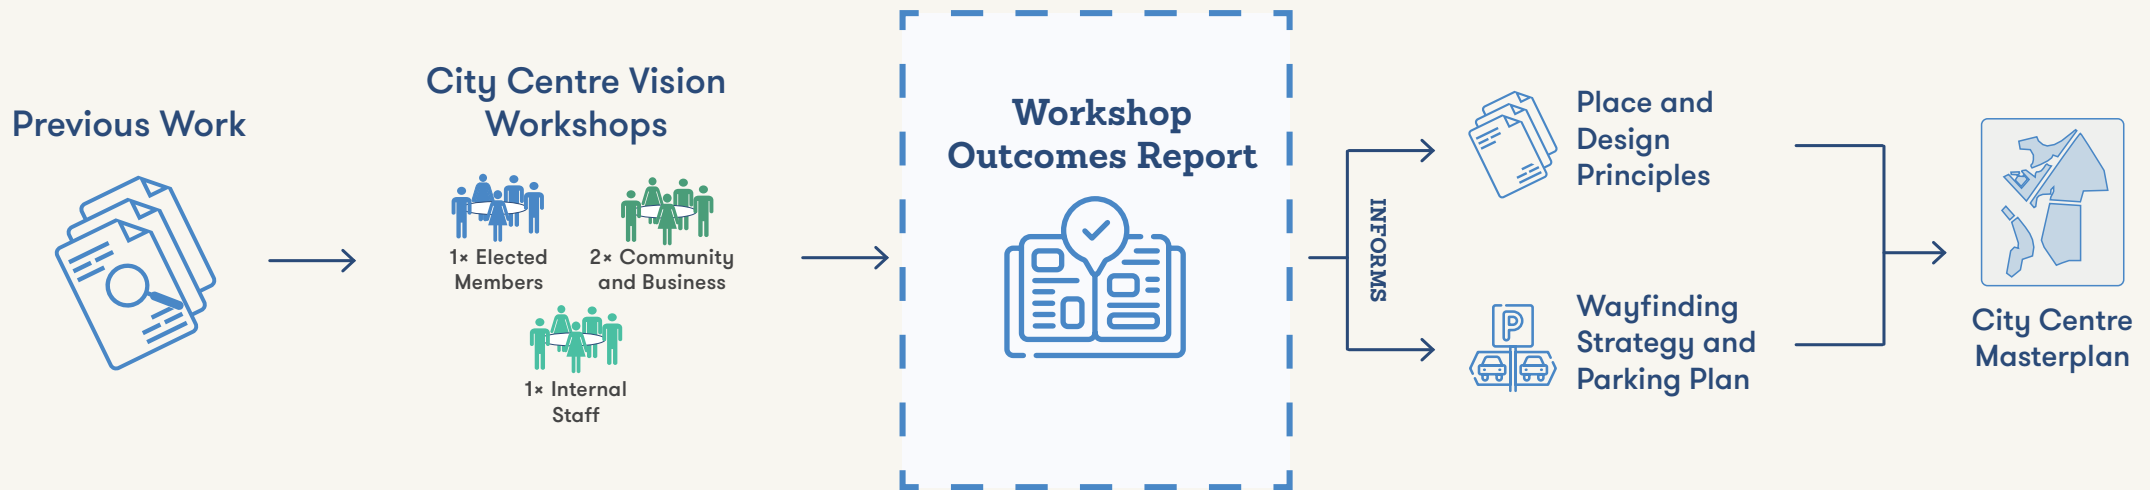 Previous Work
City Centre Vision
Workshops
1× Elected
Members
2× Community
and Business
1× Internal
Staff
Workshop
Outcomes Report
INFORMS
Place and
Design
Principles
P
Wayfinding
Strategy and
Parking Plan
City Centre
Masterplan